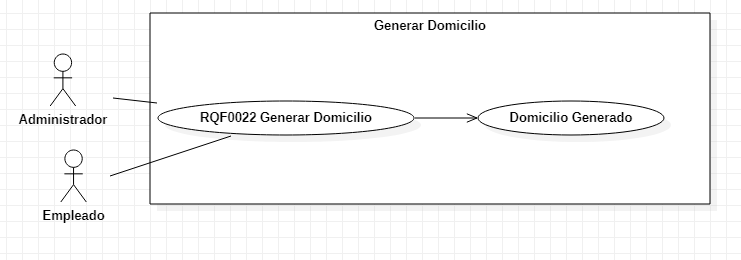 Generar Domicilio
Administrador
RQF0022 Generar Domicilio
Domicilio Generado
Empleado